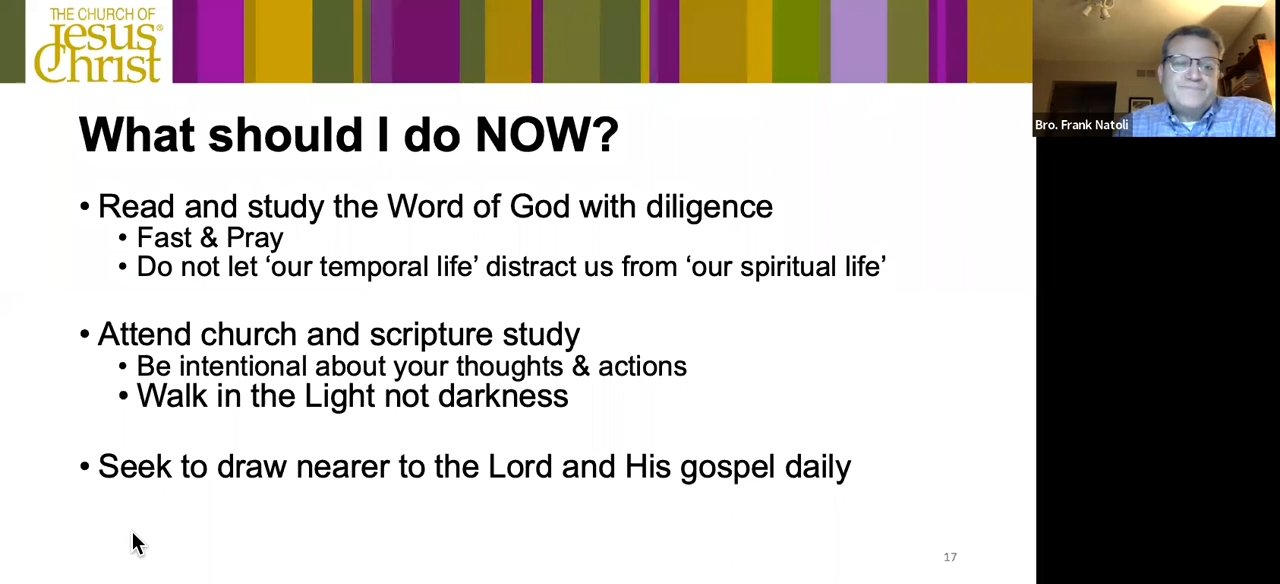 THE CHURCH OF
Jesus®
Christ
Bro. Frank Natoli
What should I do NOW?
• Read and study the Word of God with diligence
• Fast & Pray
• Do not let ‘our temporal life’ distract us from ‘our spiritual life’
• Attend church and scripture study
• Be intentional about your thoughts & actions
• Walk in the Light not darkness
• Seek to draw nearer to the Lord and His gospel daily
17